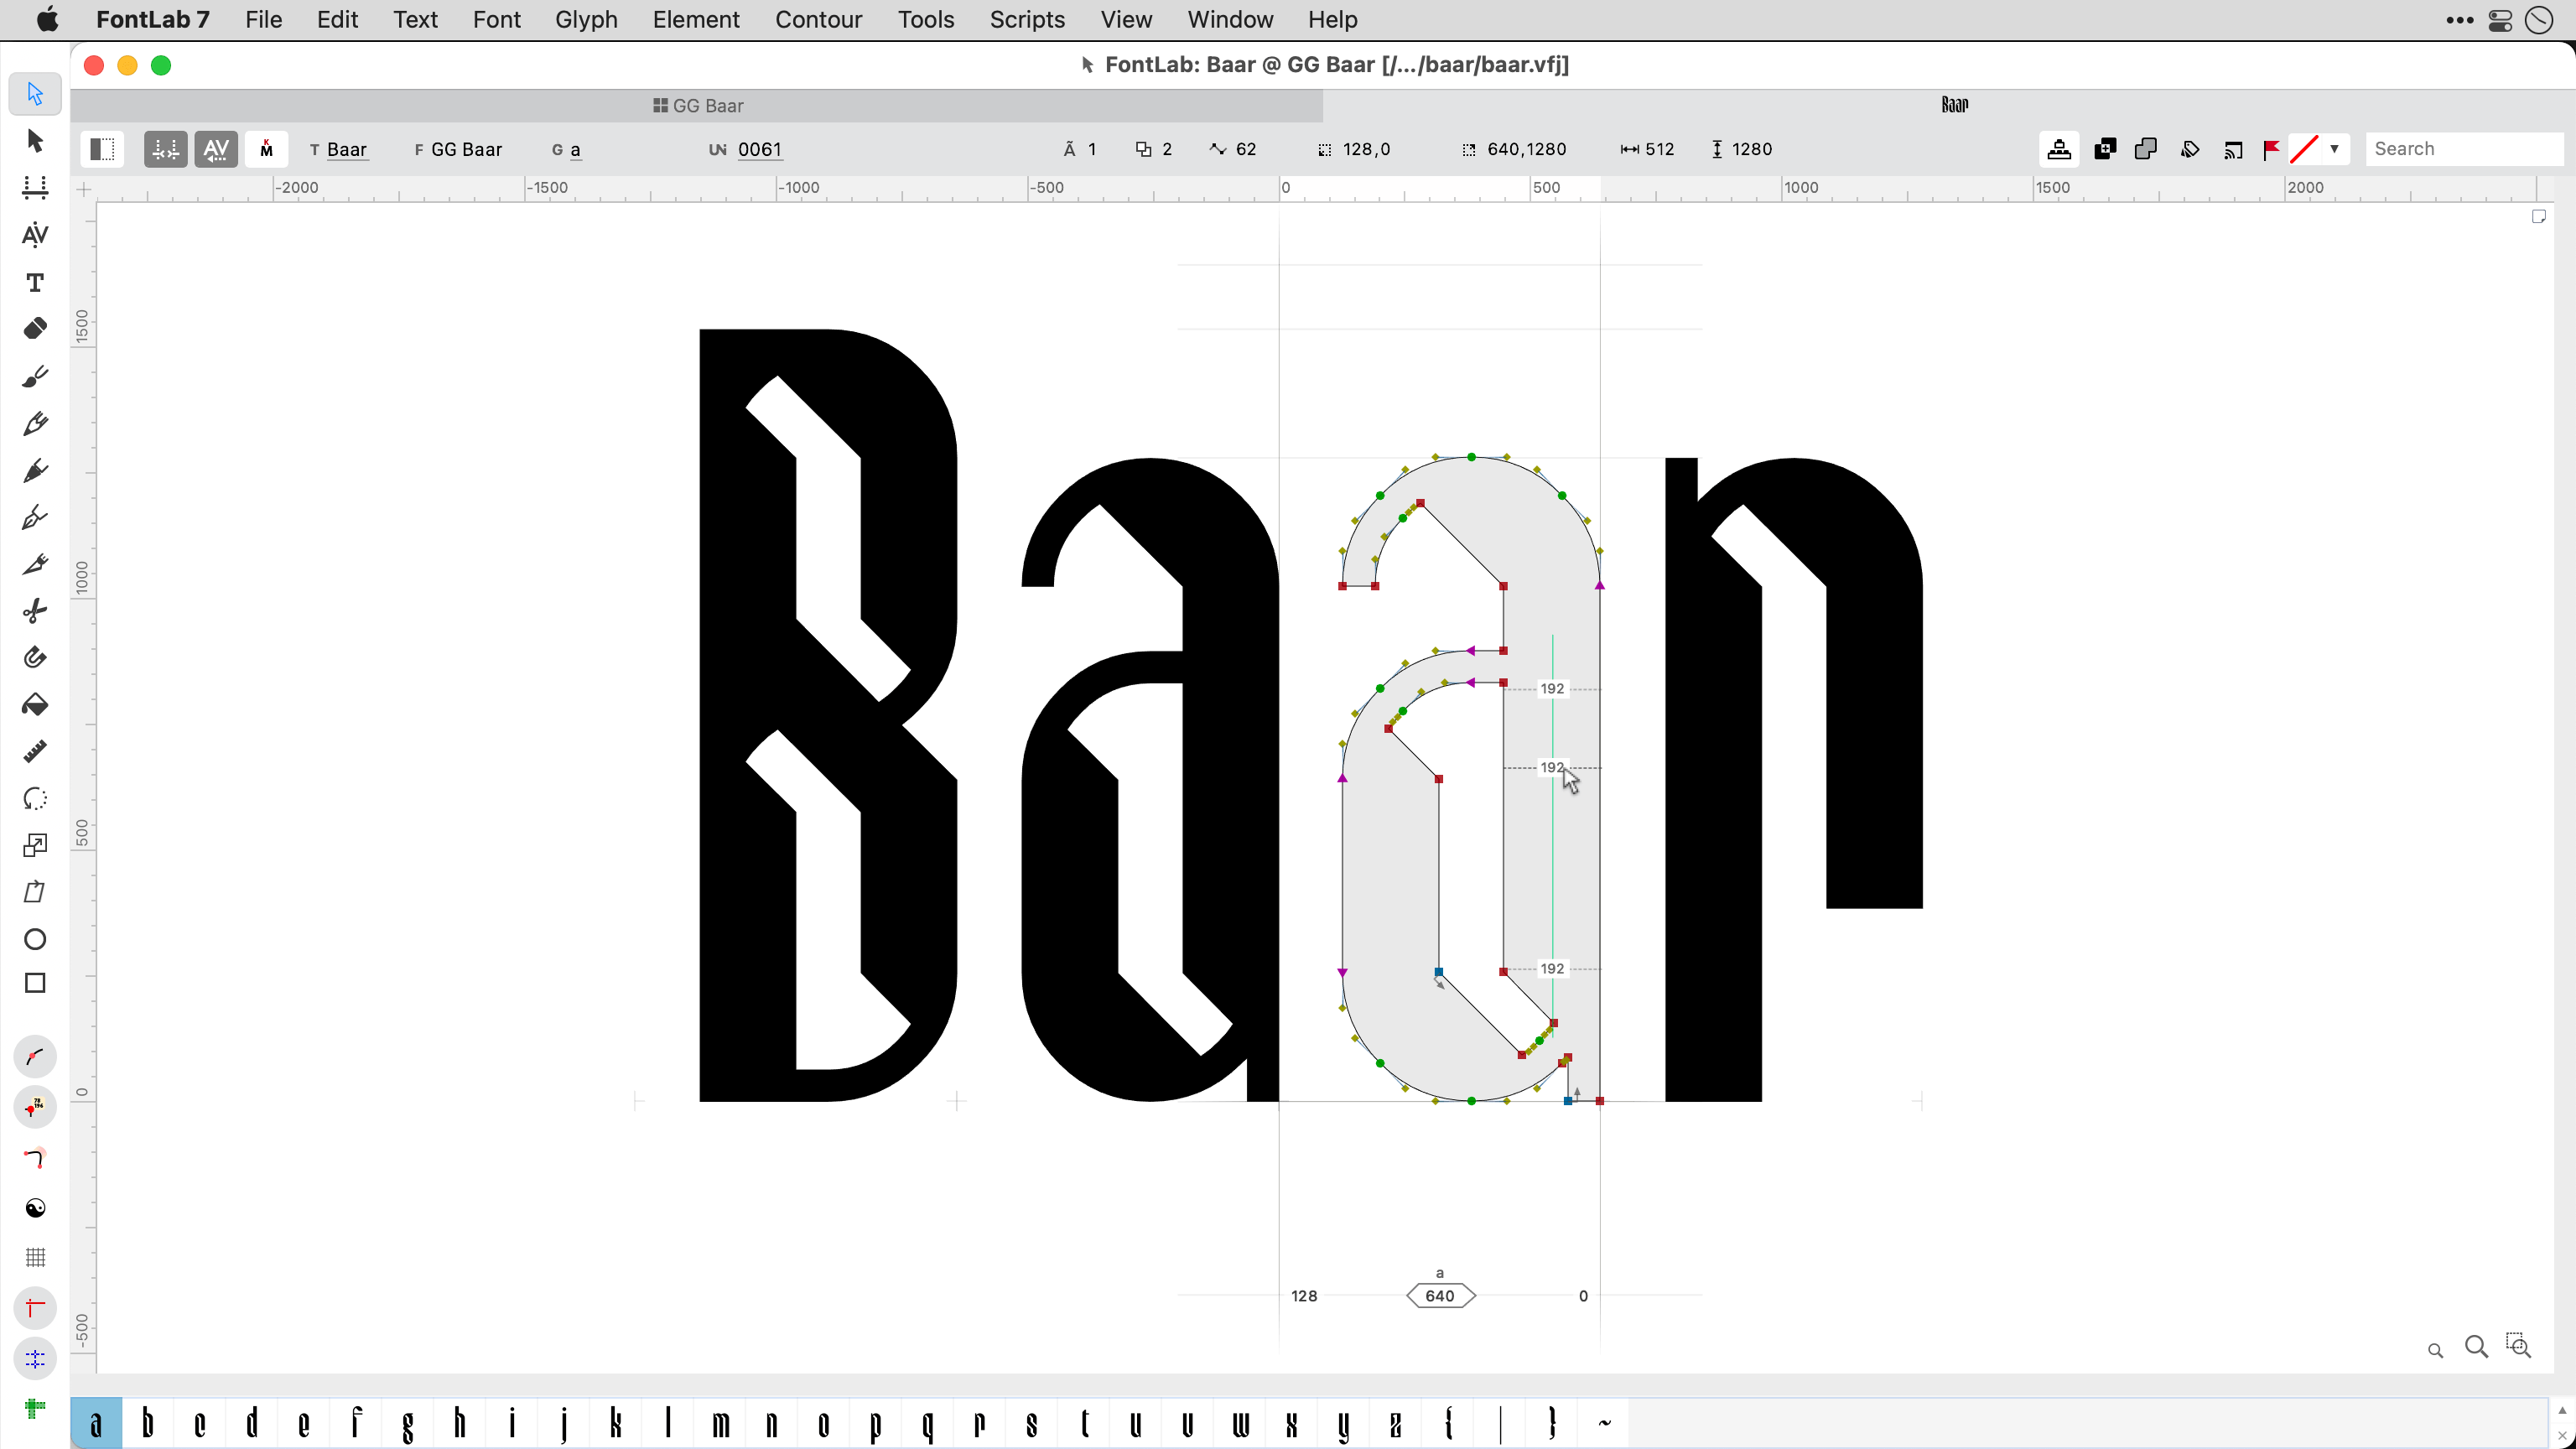 FontLab 7 File Edit Text Font Glyph Element Contour Tools Scripts View Window Help
FontLab: Baar @ GG Baar [/.../baar/baar.vfj]
GG Baar
Baar
T Baar F GG Baar G a UN 0061 Ã 1 2 62 128,0 640,1280 512 1280 Search
-2000 -1500 -1000 -500 0 500 1000 1500 2000
1500
1000
500
0
-500
Baar
192
192
192
a
128 640 0
a b c d e f g h i j k l m n o p q r s t u v w x y z { | } ~